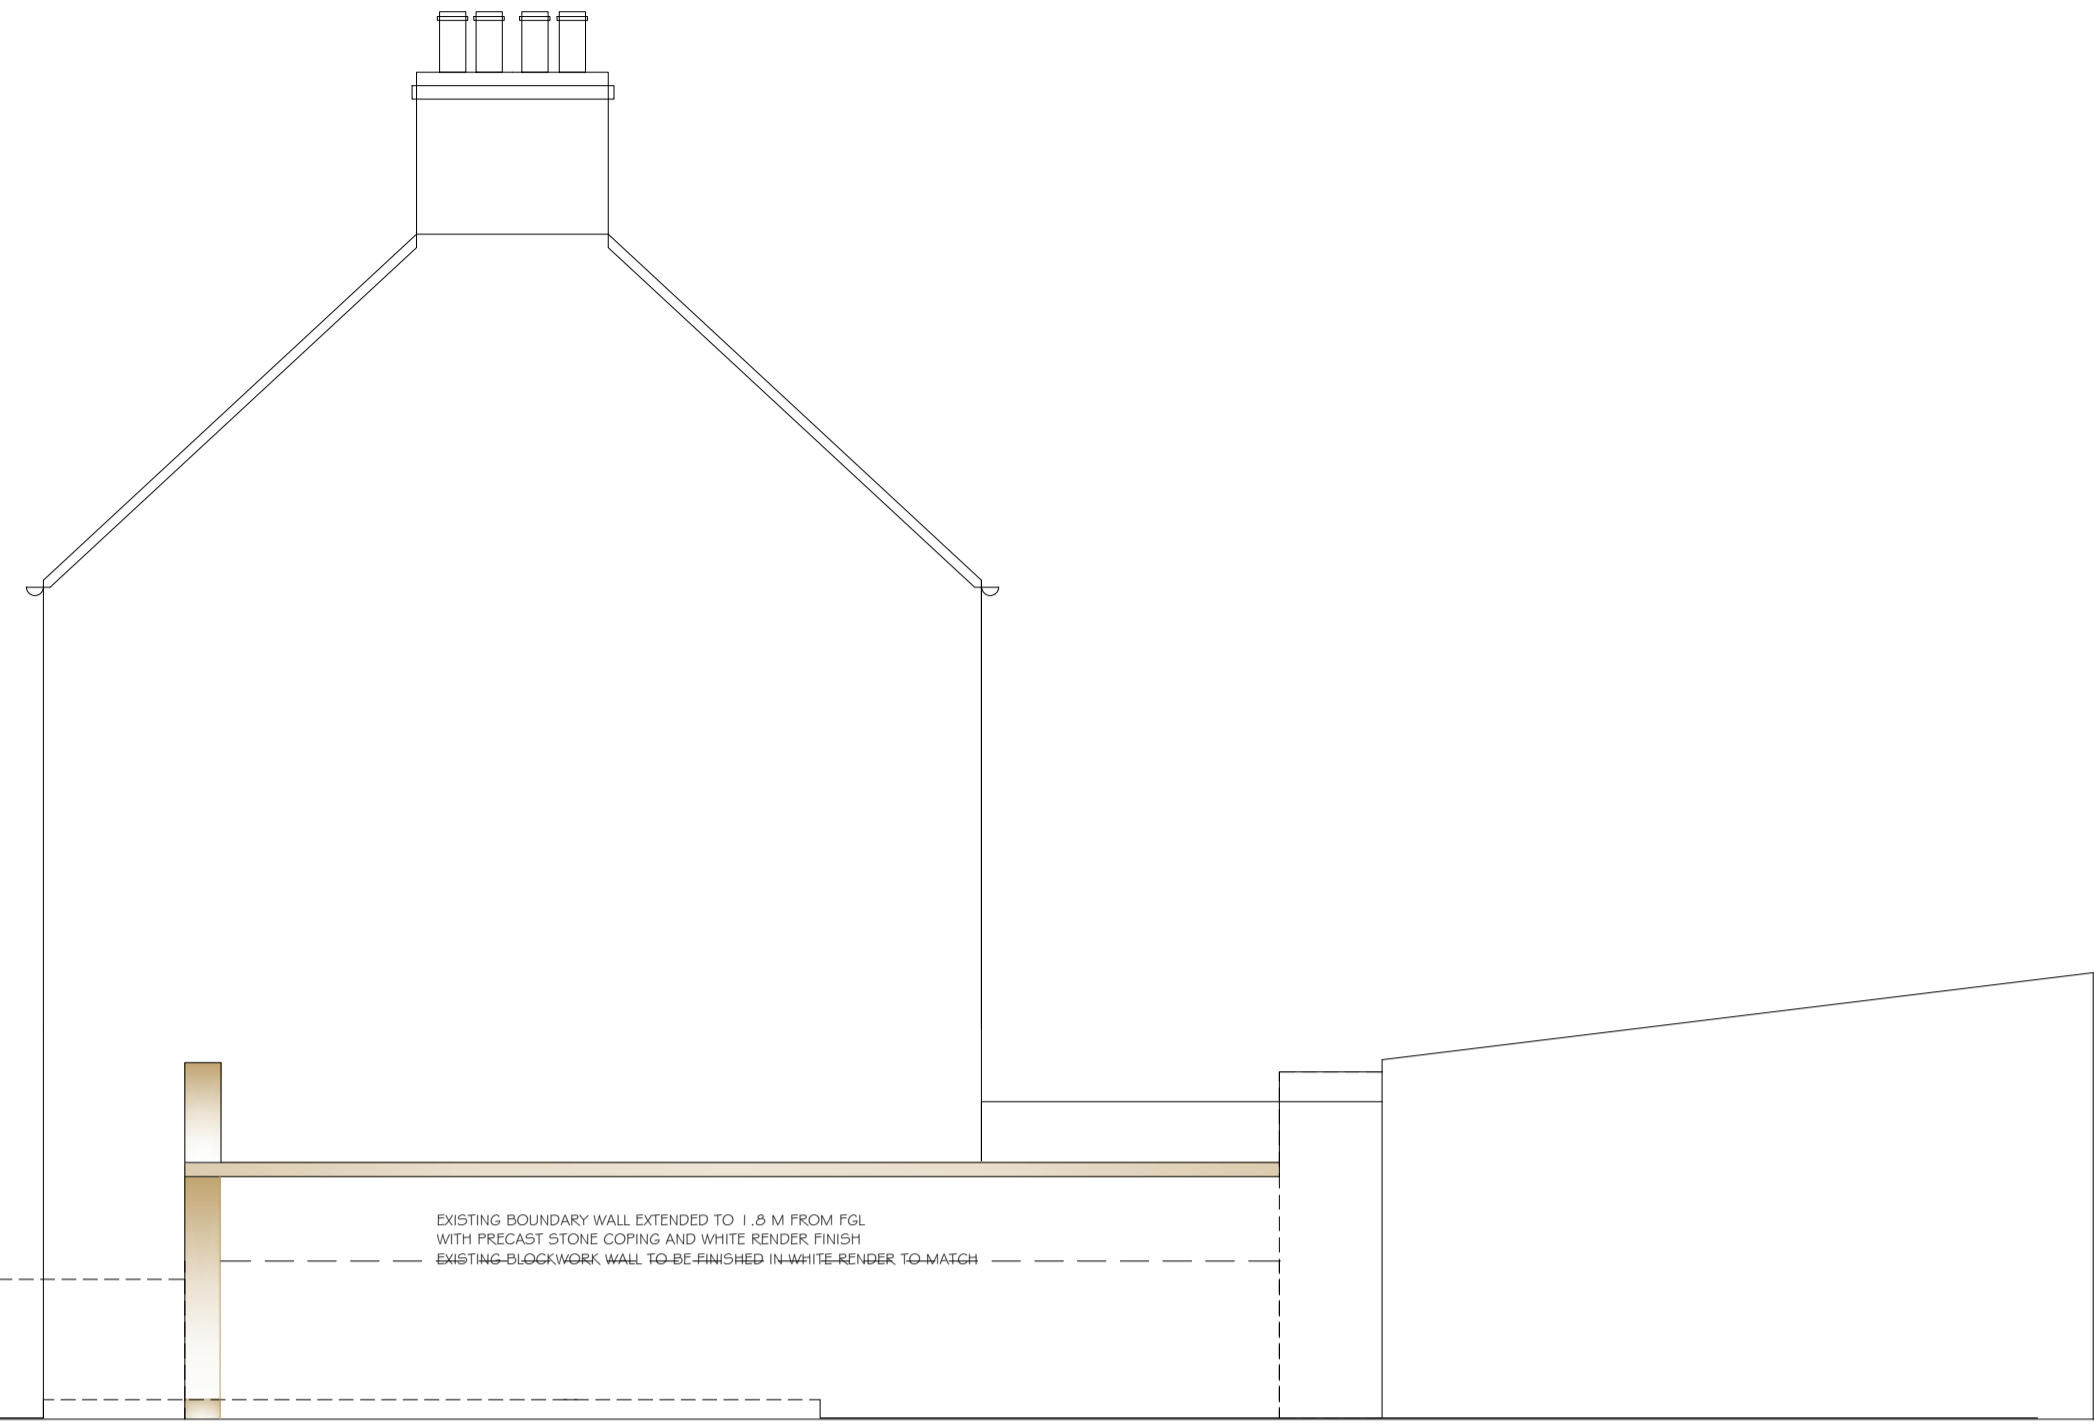 EXISTING BOUNDARY WALL EXTENDED TO 1.8 M FROM FGL
WITH PRECAST STONE COPING AND WHITE RENDER FINISH
EXISTING BLOCKWORK WALL TO BE FINISHED IN WHITE RENDER TO MATCH